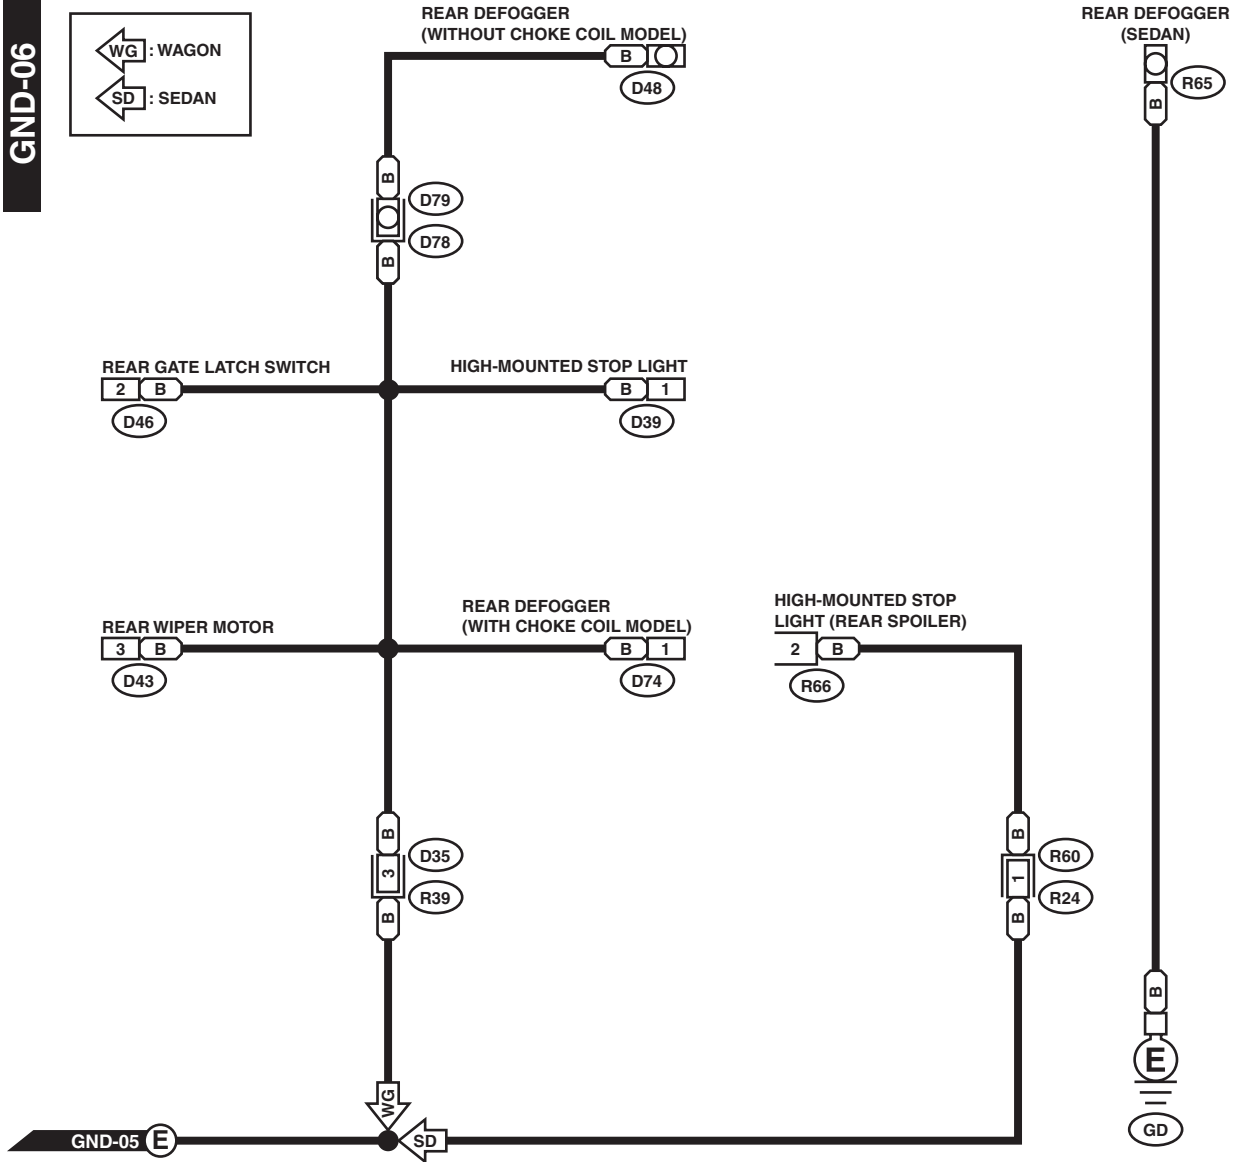 GND-06
WG : WAGON
SD : SEDAN
REAR DEFOGGER
(WITHOUT CHOKE COIL MODEL)
B
D48
REAR DEFOGGER
(SEDAN)
R65
B
B
D79
D78
B
REAR GATE LATCH SWITCH
2 B
D46
HIGH-MOUNTED STOP LIGHT
B 1
D39
REAR WIPER MOTOR
3 B
D43
REAR DEFOGGER
(WITH CHOKE COIL MODEL)
B 1
D74
HIGH-MOUNTED STOP
LIGHT (REAR SPOILER)
2 B
R66
B
D35
3
R39
B
B
R60
1
R24
B
B
E
GD
WG
GND-05 E
SD